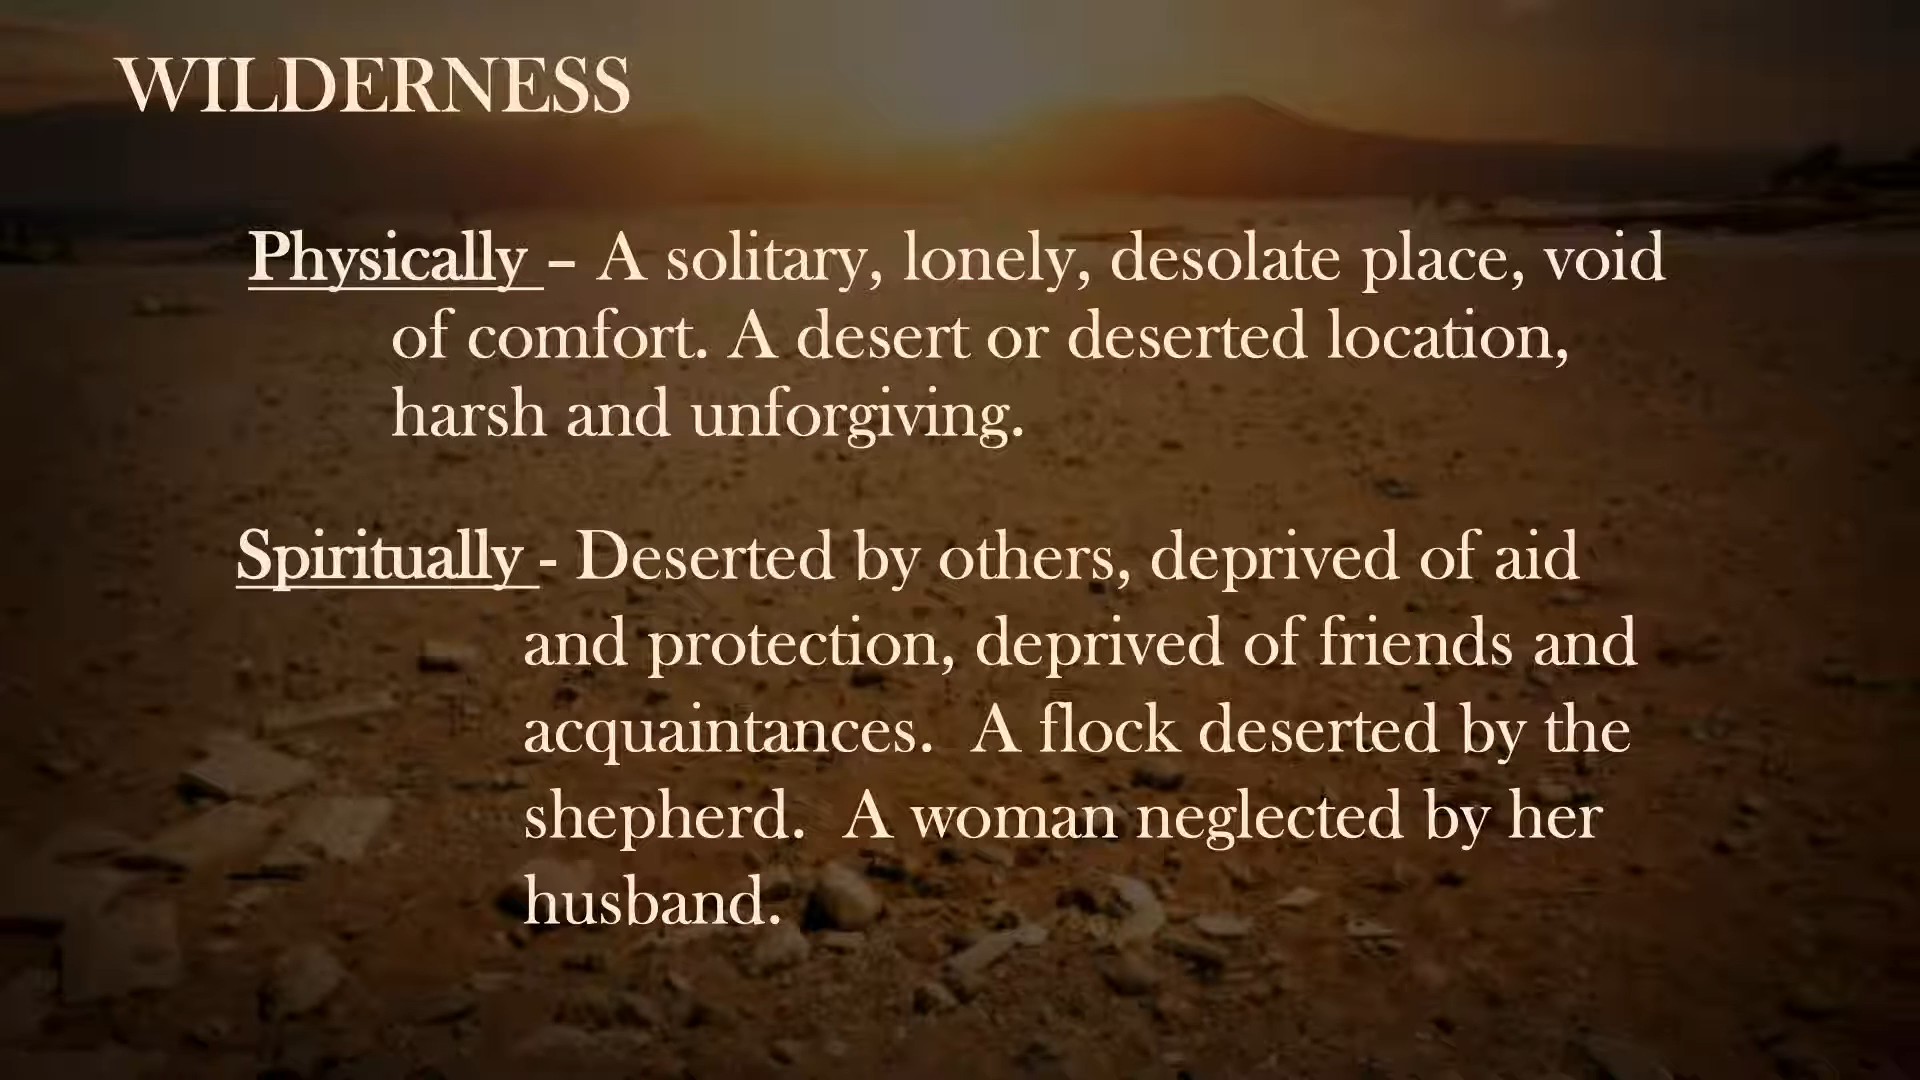 WILDERNESS
Physically – A solitary, lonely, desolate place, void
of comfort. A desert or deserted location,
harsh and unforgiving.
Spiritually - Deserted by others, deprived of aid
and protection, deprived of friends and
acquaintances.  A flock deserted by the
shepherd.  A woman neglected by her
husband.